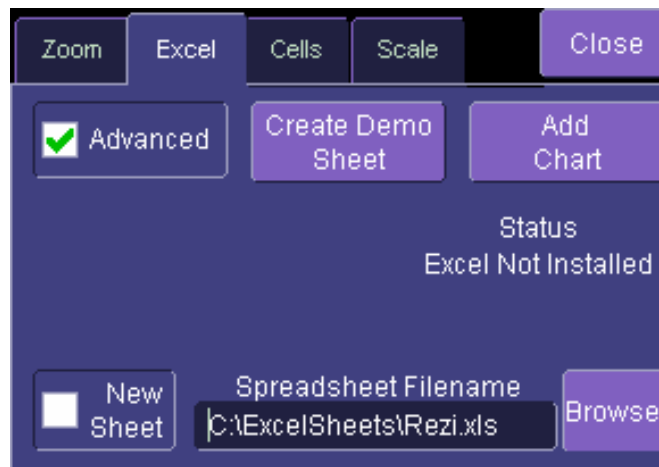 Zoom Excel Cells Scale Close
Advanced
Create Demo
Sheet
Add
Chart
Status
Excel Not Installed
New
Sheet
Spreadsheet Filename
C:\ExcelSheets\Rezi.xls
Browse